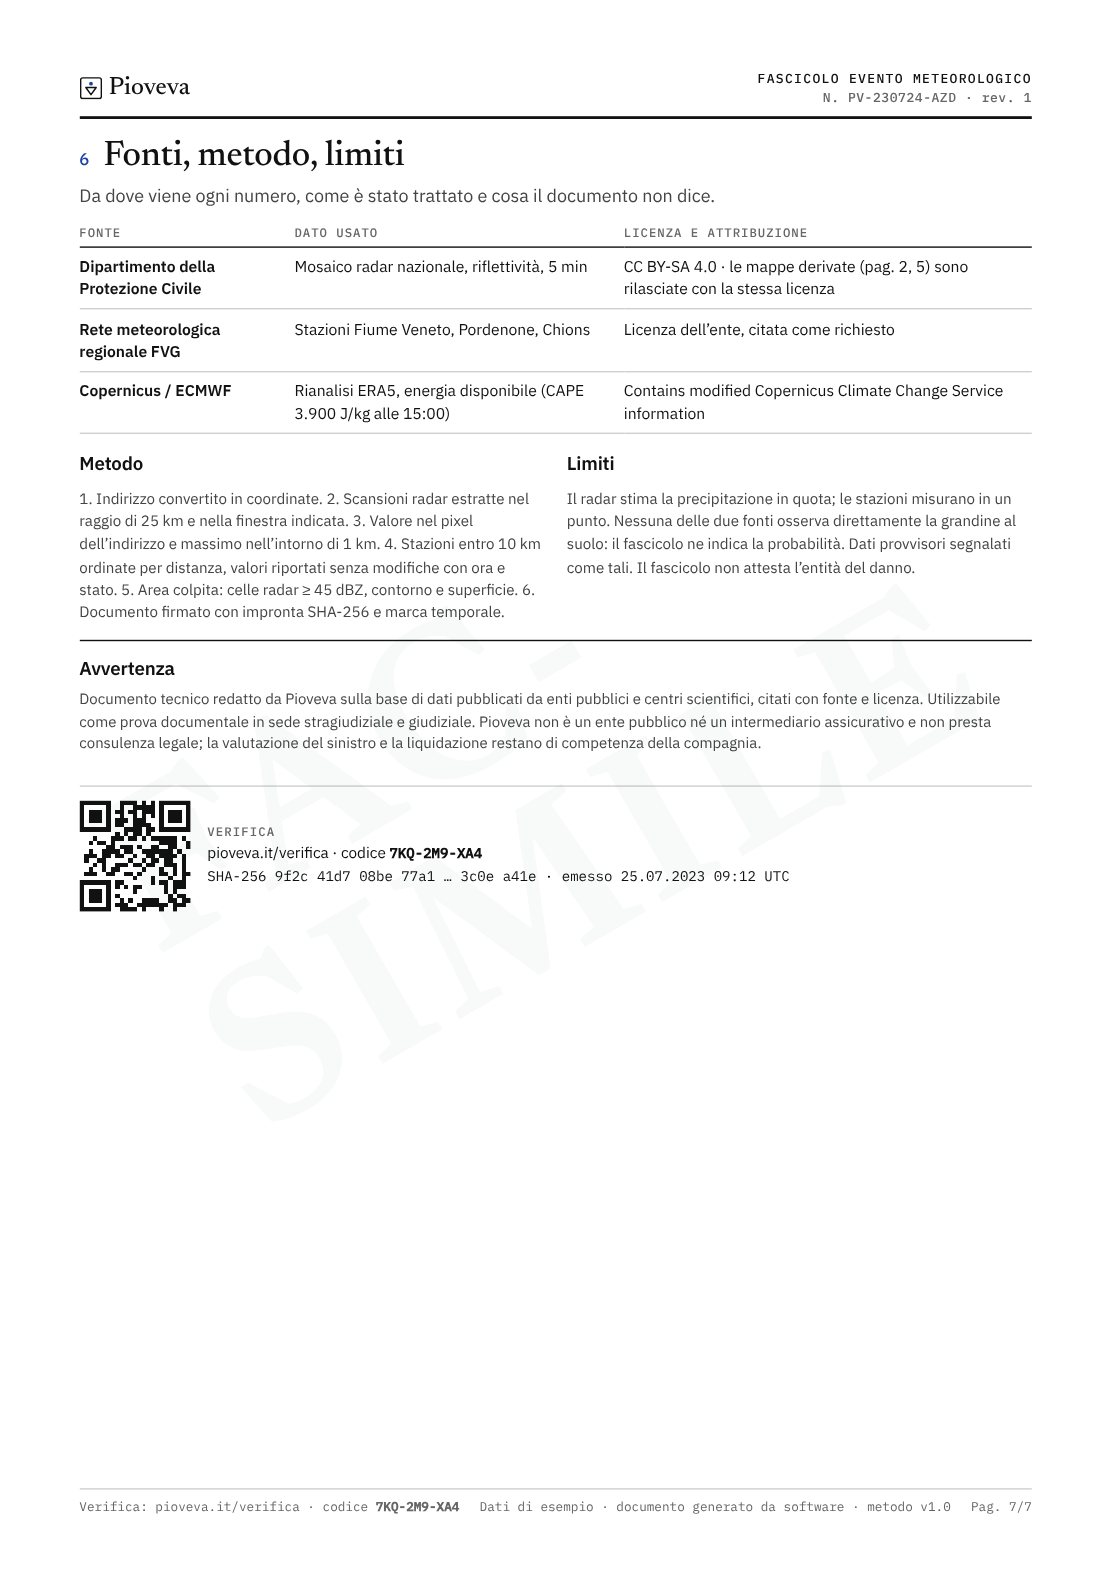 Pioveva
FASCICOLO EVENTO METEOROLOGICO
N. PV-230724-AZD · rev. 1
6 Fonti, metodo, limiti
Da dove viene ogni numero, come è stato trattato e cosa il documento non dice.
FONTE DATO USATO LICENZA E ATTRIBUZIONE
Dipartimento della Mosaico radar nazionale, riflettività, 5 min CC BY-SA 4.0 · le mappe derivate (pag. 2, 5) sono
Protezione Civile rilasciate con la stessa licenza
Rete meteorologica Stazioni Fiume Veneto, Pordenone, Chions Licenza dell’ente, citata come richiesto
regionale FVG
Copernicus / ECMWF Rianalisi ERA5, energia disponibile (CAPE Contains modified Copernicus Climate Change Service
3.900 J/kg alle 15:00) information
Metodo
1. Indirizzo convertito in coordinate. 2. Scansioni radar estratte nel
raggio di 25 km e nella finestra indicata. 3. Valore nel pixel
dell’indirizzo e massimo nell’intorno di 1 km. 4. Stazioni entro 10 km
ordinate per distanza, valori riportati senza modifiche con ora e
stato. 5. Area colpita: celle radar ≥ 45 dBZ, contorno e superficie. 6.
Documento firmato con impronta SHA-256 e marca temporale.
Limiti
Il radar stima la precipitazione in quota; le stazioni misurano in un
punto. Nessuna delle due fonti osserva direttamente la grandine al
suolo: il fascicolo ne indica la probabilità. Dati provvisori segnalati
come tali. Il fascicolo non attesta l’entità del danno.
Avvertenza
Documento tecnico redatto da Pioveva sulla base di dati pubblicati da enti pubblici e centri scientifici, citati con fonte e licenza. Utilizzabile
come prova documentale in sede stragiudiziale e giudiziale. Pioveva non è un ente pubblico né un intermediario assicurativo e non presta
consulenza legale; la valutazione del sinistro e la liquidazione restano di competenza della compagnia.
FAC-
SIMILE
VERIFICA
pioveva.it/verifica · codice 7KQ-2M9-XA4
SHA-256 9f2c 41d7 08be 77a1 … 3c0e a41e · emesso 25.07.2023 09:12 UTC
Verifica: pioveva.it/verifica · codice 7KQ-2M9-XA4 Dati di esempio · documento generato da software · metodo v1.0 Pag. 7/7